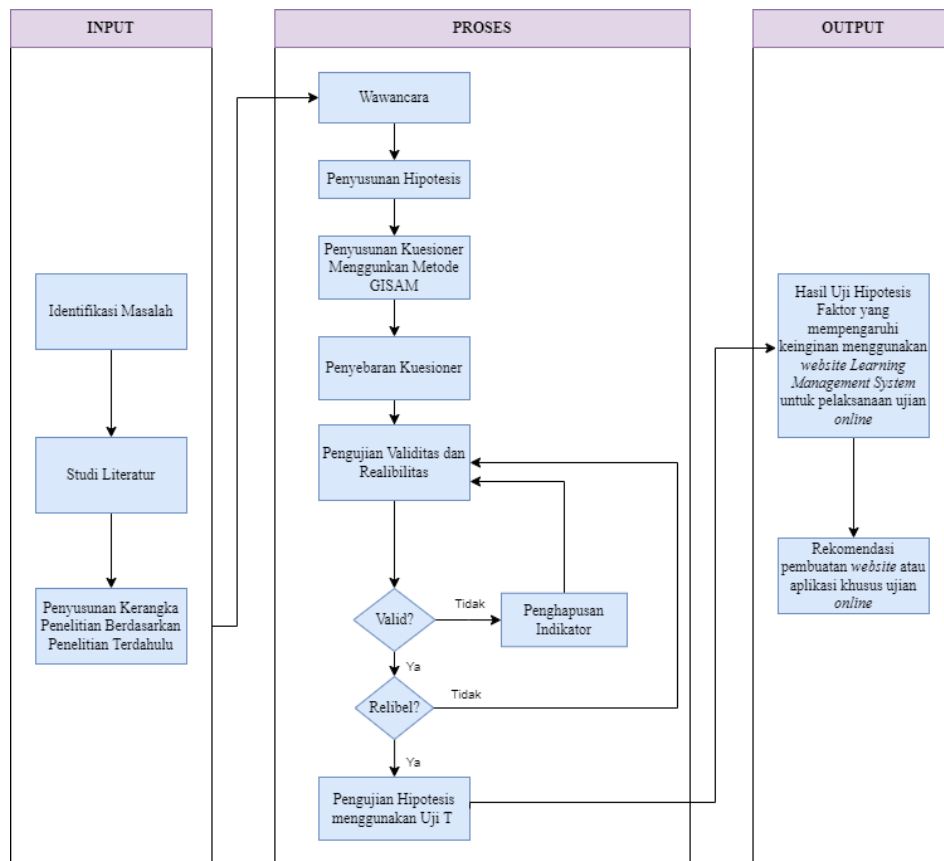 INPUT
Identifikasi Masalah
Studi Literatur
Penyusunan Kerangka
Penelitian Berdasarkan
Penelitian Terdahulu
PROSES
Wawancara
Penyusunan Hipotesis
Penyusunan Kuesioner
Menggunkan Metode
GISAM
Penyebaran Kuesioner
Pengujian Validitas dan
Realibilitas
Valid?
Tidak
Penghapusan
Indikator
Ya
Relibel?
Tidak
Ya
Pengujian Hipotesis
menggunakan Uji T
OUTPUT
Hasil Uji Hipotesis
Faktor yang
mempengaruhi
keinginan menggunakan
website Learning
Management System
untuk pelaksanaan ujian
online
Rekomendasi
pembuatan website atau
aplikasi khusus ujian
online